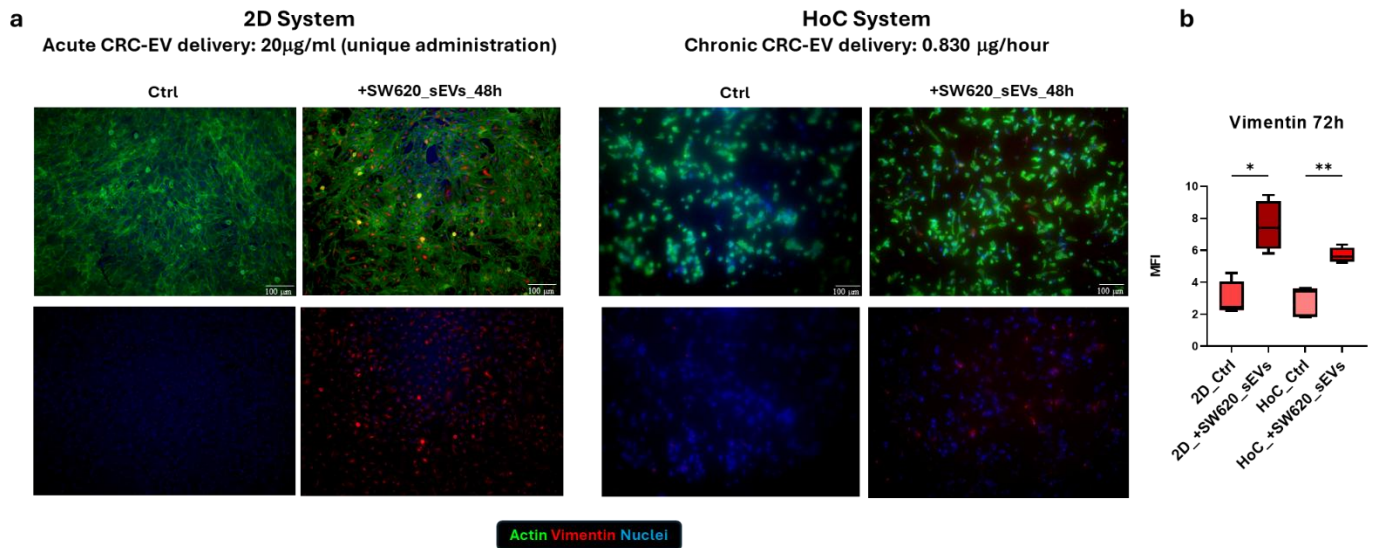 a
2D System
Acute CRC-EV delivery: 20µg/ml (unique administration)
Ctrl
+SW620_sEVs_48h
100 µm
100 µm
HoC System
Chronic CRC-EV delivery: 0.830 µg/hour
Ctrl
+SW620_sEVs_48h
100 µm
100 µm
Actin Vimentin Nuclei
b
Vimentin 72h
*
**
MFI
10
8
6
4
2
0
2D_Ctrl
2D_+SW620_sEVs
HoC_Ctrl
HoC_+SW620_sEVs